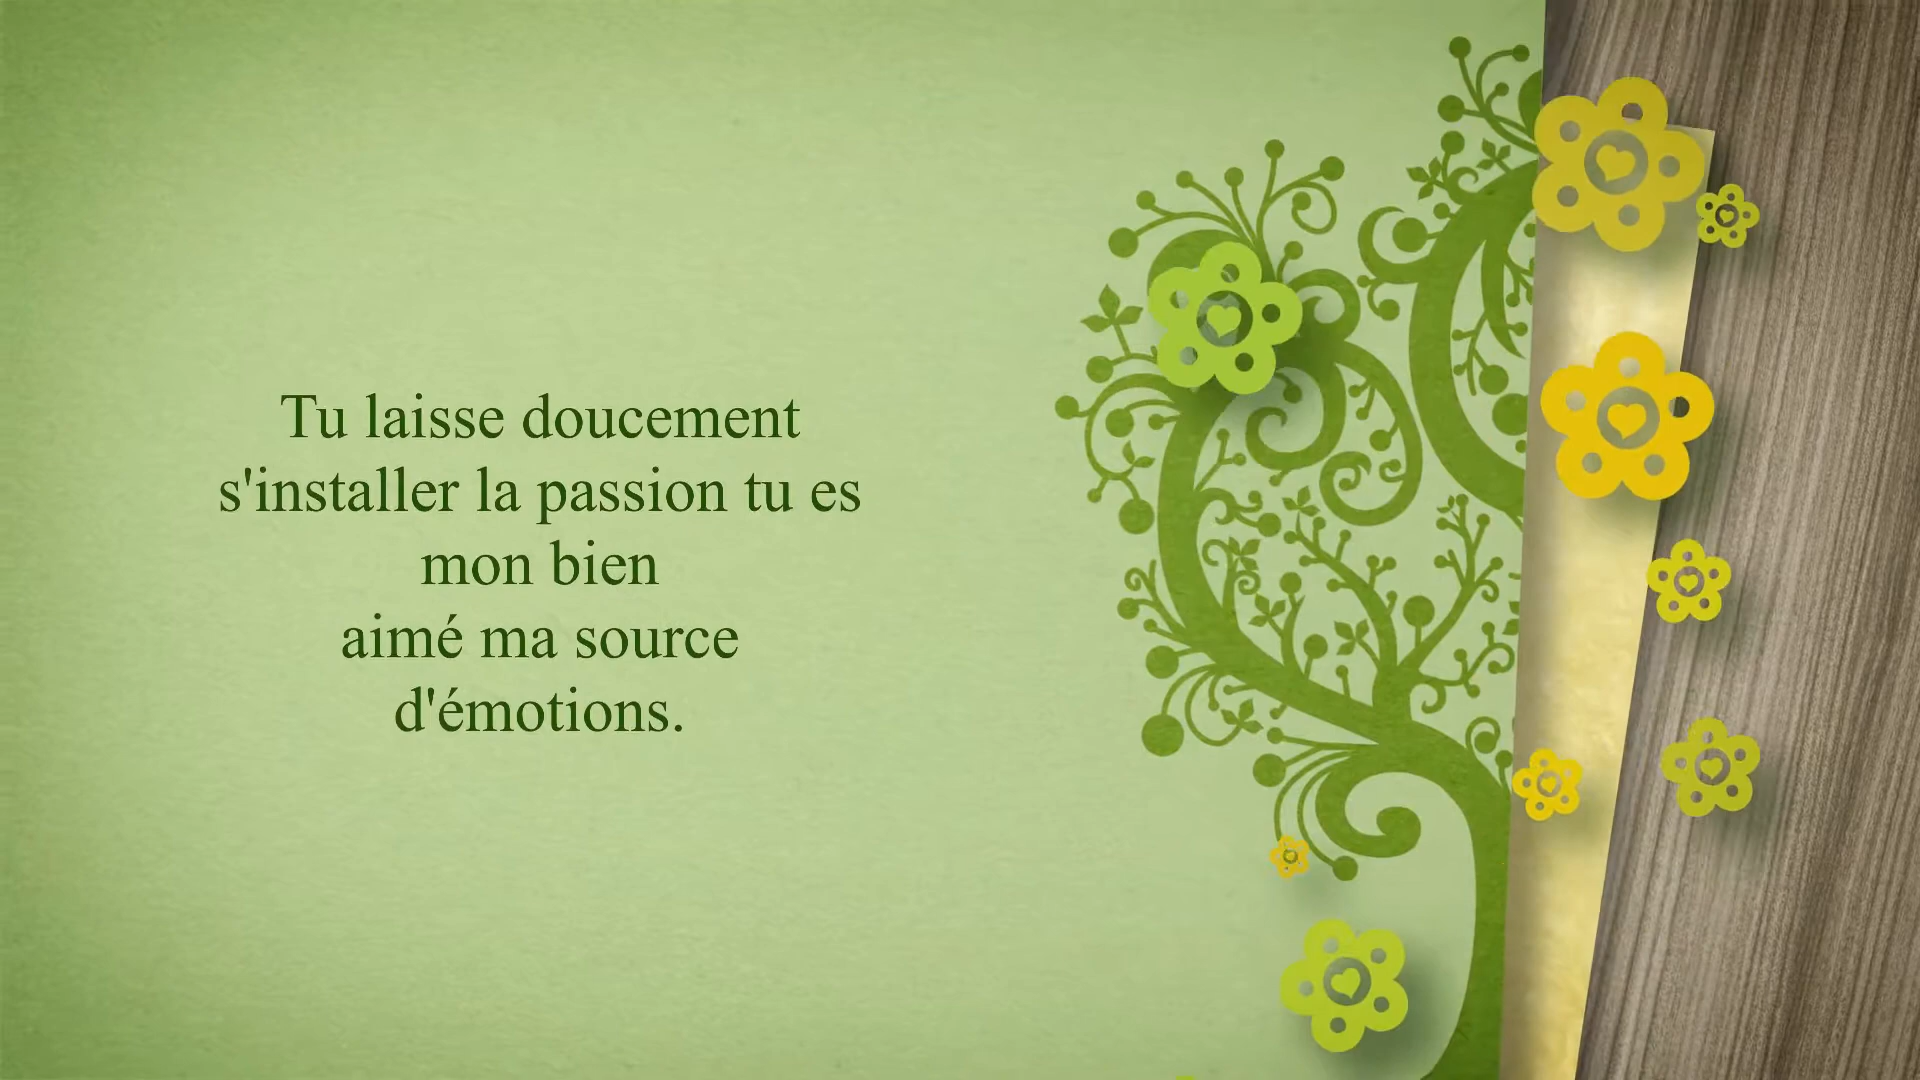 Tu laisse doucement
s'installer la passion tu es
mon bien
aimé ma source
d'émotions.